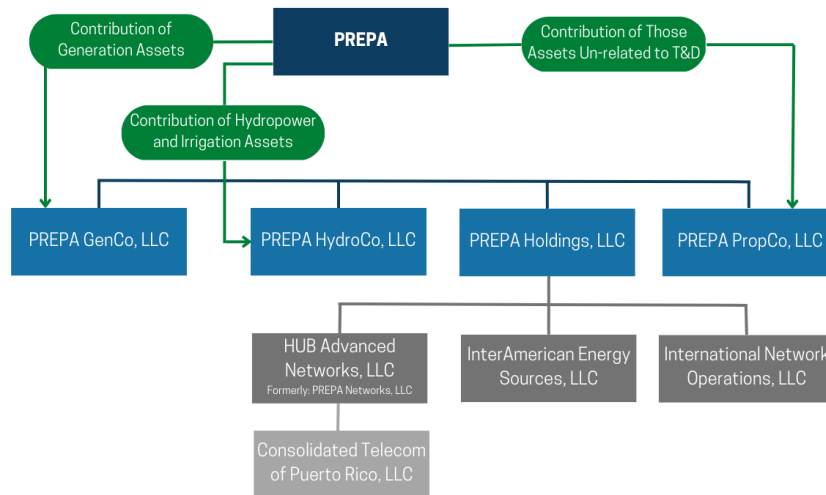 Contribution of
Generation Assets
PREPA
Contribution of Those
Assets Un-related to T&D
Contribution of Hydropower
and Irrigation Assets
PREPA GenCo, LLC
PREPA HydroCo, LLC
PREPA Holdings, LLC
PREPA PropCo, LLC
HUB Advanced
Networks, LLC
Formerly: PREPA Networks, LLC
InterAmerican Energy
Sources, LLC
International Network
Operations, LLC
Consolidated Telecom
of Puerto Rico, LLC